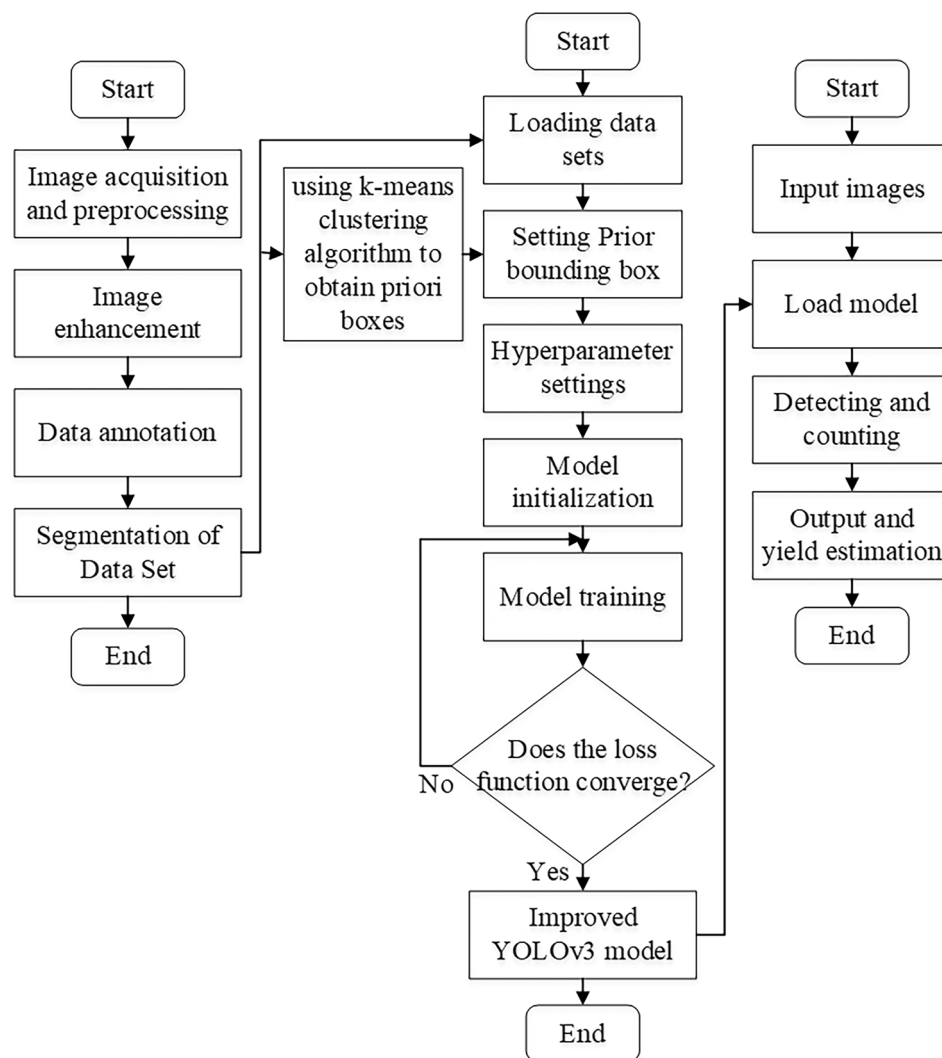 Start
Image acquisition
and preprocessing
Image
enhancement
Data annotation
Segmentation of
Data Set
End
using k-means
clustering
algorithm to
obtain priori
boxes
Start
Loading data
sets
Setting Prior
bounding box
Hyperparameter
settings
Model
initialization
Model training
Does the loss
function converge?
No
Yes
Improved
YOLOv3 model
End
Start
Input images
Load model
Detecting and
counting
Output and
yield estimation
End